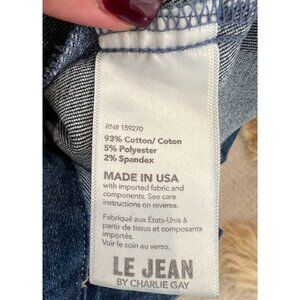 RN# 159270
93% Cotton/ Coton
5% Polyester
2% Spandex
MADE IN USA
with imported fabric and
components. See care
instructions on reverse.
Fabriqué aux États-Unis à
partir de tissus et composants
importés.
Voir le soin au verso.
LE JEAN
BY CHARLIE GAY